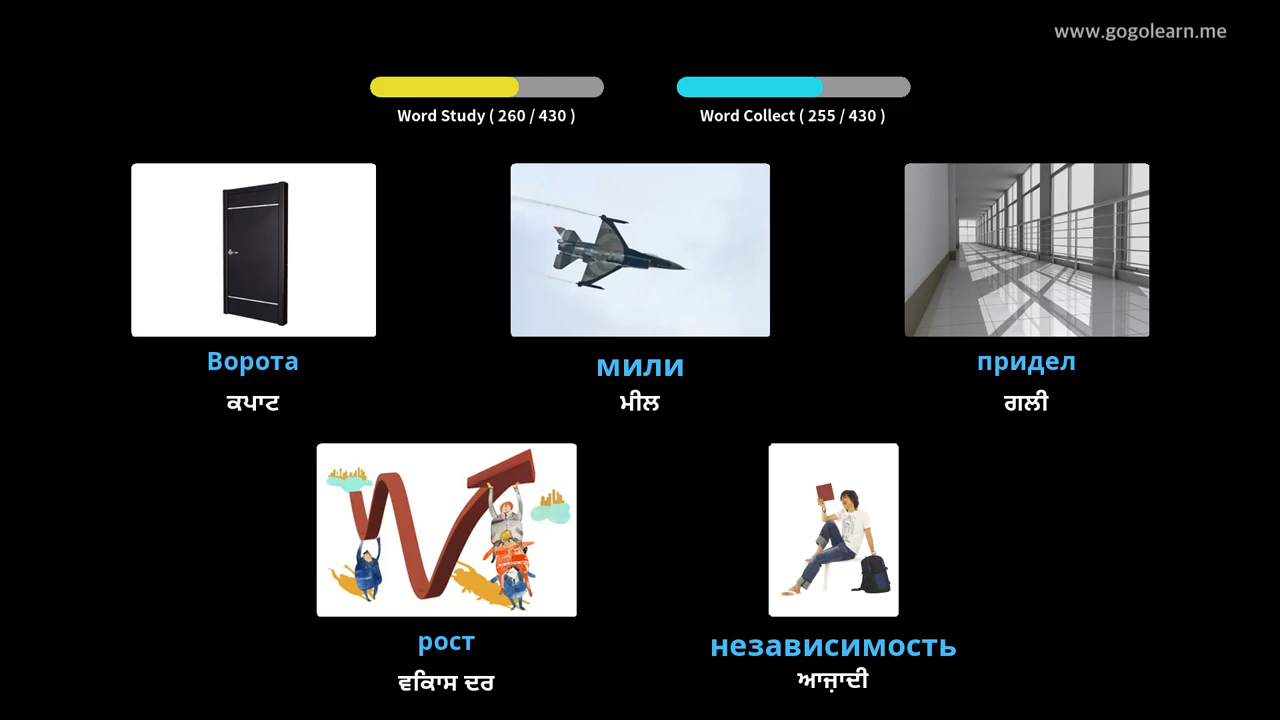 www.gogolearn.me
Word Study ( 260 / 430 )
Word Collect ( 255 / 430 )
Ворота
мили
придел
ਕਪਾਟ
ਮੀਲ
ਗਲੀ
рост
независимость
ਵਿਕਾਸ ਦਰ
ਆਜ਼ਾਦੀ